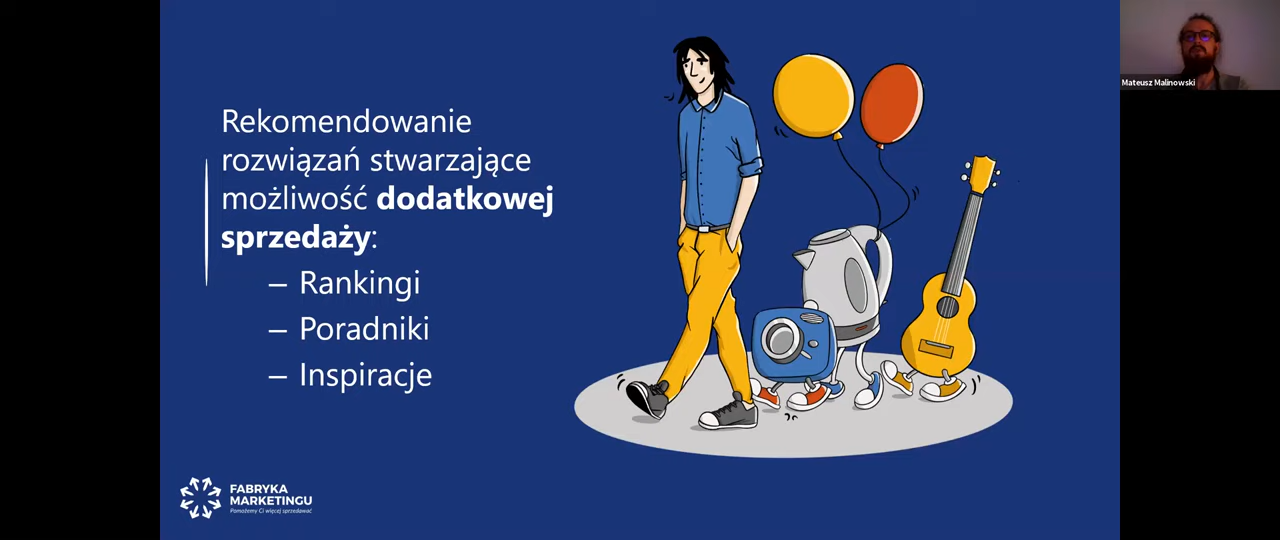 Rekomendowanie
rozwiązań stwarzające
możliwość dodatkowej
sprzedaży:
– Rankingi
– Poradniki
– Inspiracje
FABRYKA
MARKETINGU
Pomożemy Ci więcej sprzedawać
Mateusz Malinowski